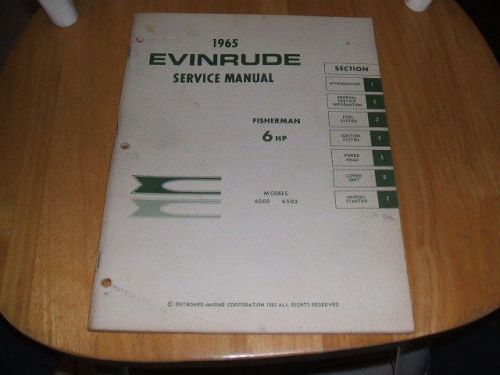 1965
EVINRUDE
SERVICE MANUAL
FISHERMAN
6 HP
MODELS
6502 6503
SECTION
INTRODUCTION 1
GENERAL
SERVICE
INFORMATION 2
FUEL
SYSTEM 3
IGNITION
SYSTEM 4
POWER
HEAD 5
LOWER
UNIT 6
MANUAL
STARTER 7
© OUTBOARD MARINE CORPORATION 1965 ALL RIGHTS RESERVED